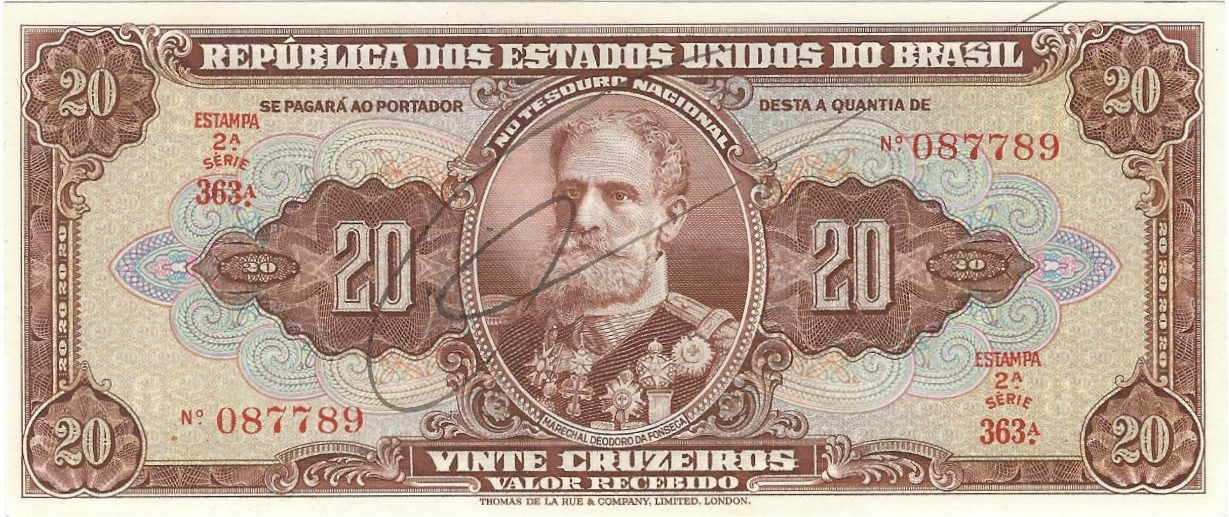 REPÚBLICA DOS ESTADOS UNIDOS DO BRASIL
20
20
SE PAGARÁ AO PORTADOR
NO TESOURO NACIONAL
DESTA A QUANTIA DE
ESTAMPA
2ª
SÉRIE
363ª
Nº 087789
20
20
20
20
20 20 20 20
20 20 20 20
ESTAMPA
2ª
SÉRIE
363ª
Nº 087789
MARECHAL DEODORO DA FONSECA
20
20
VINTE CRUZEIROS
VALOR RECEBIDO
THOMAS DE LA RUE & COMPANY, LIMITED. LONDON.